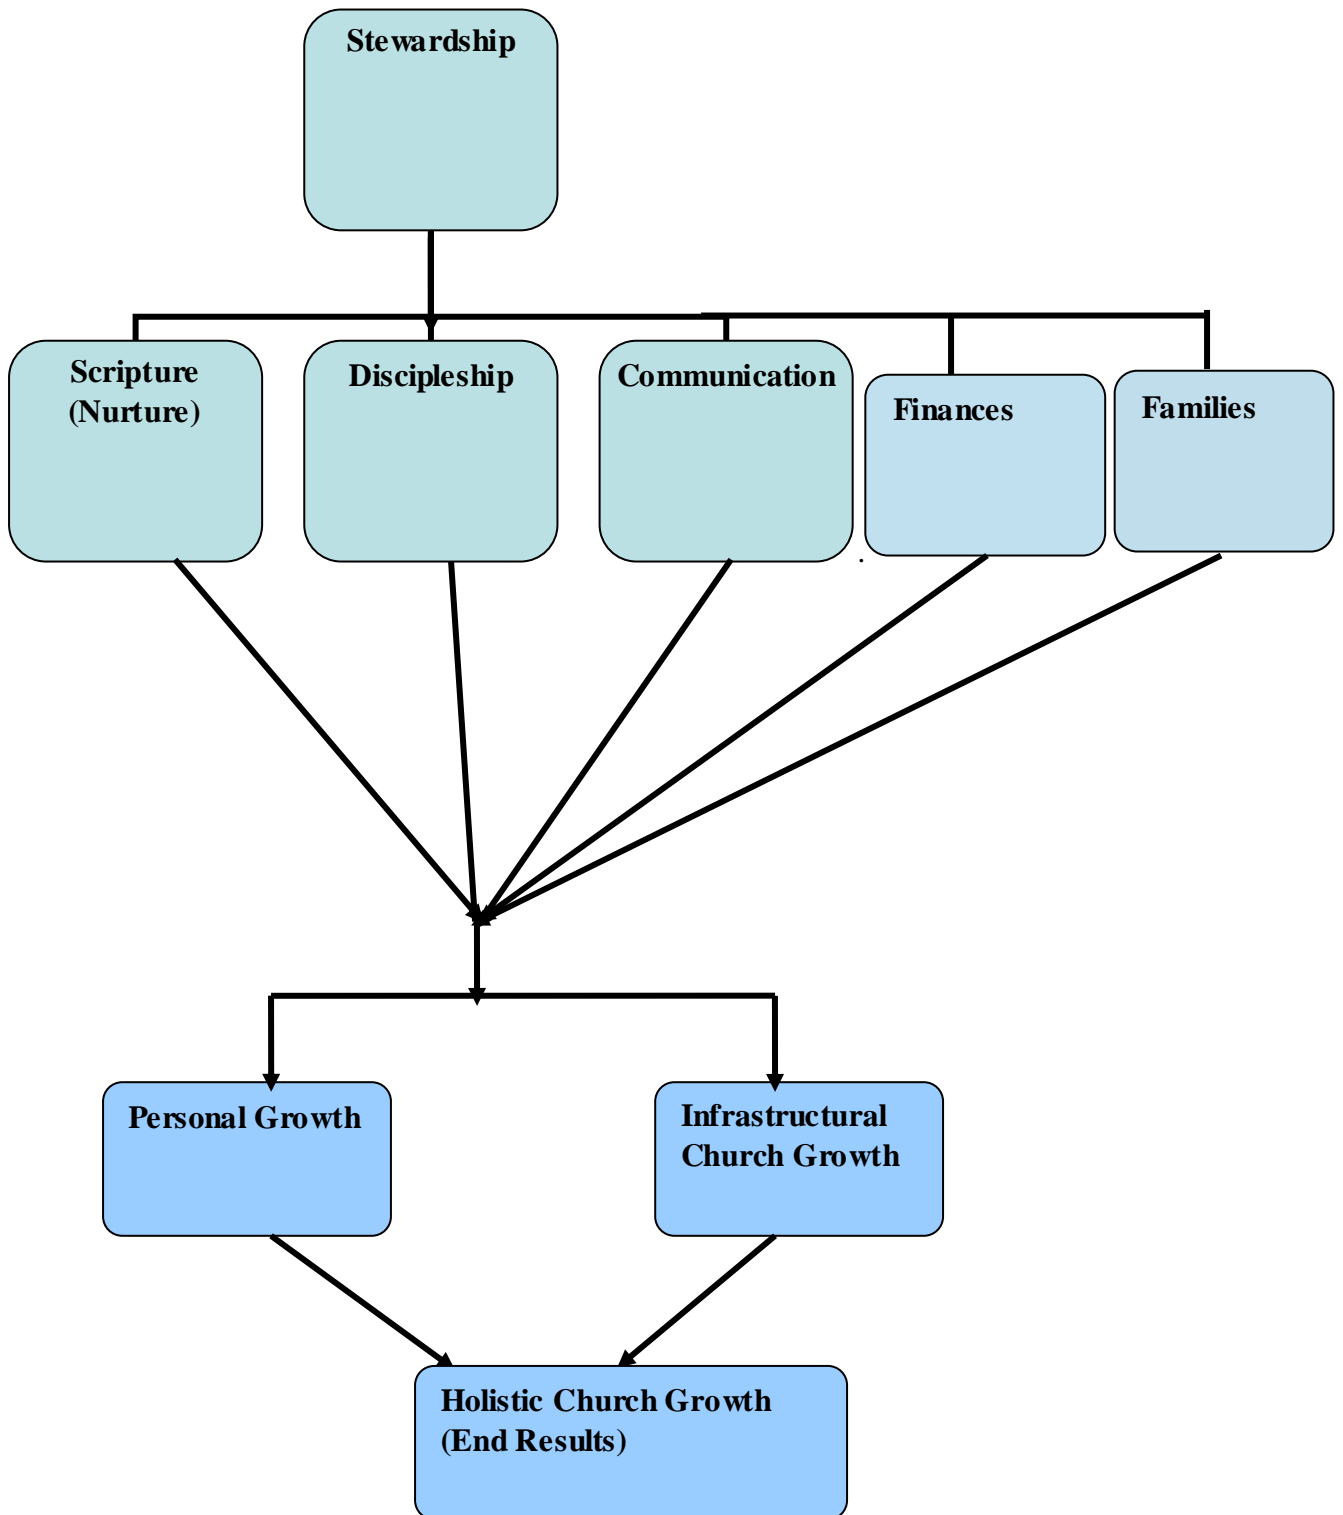 Stewardship
Scripture
(Nurture)
Discipleship
Communication
Finances
Families
Personal Growth
Infrastructural
Church Growth
Holistic Church Growth
(End Results)